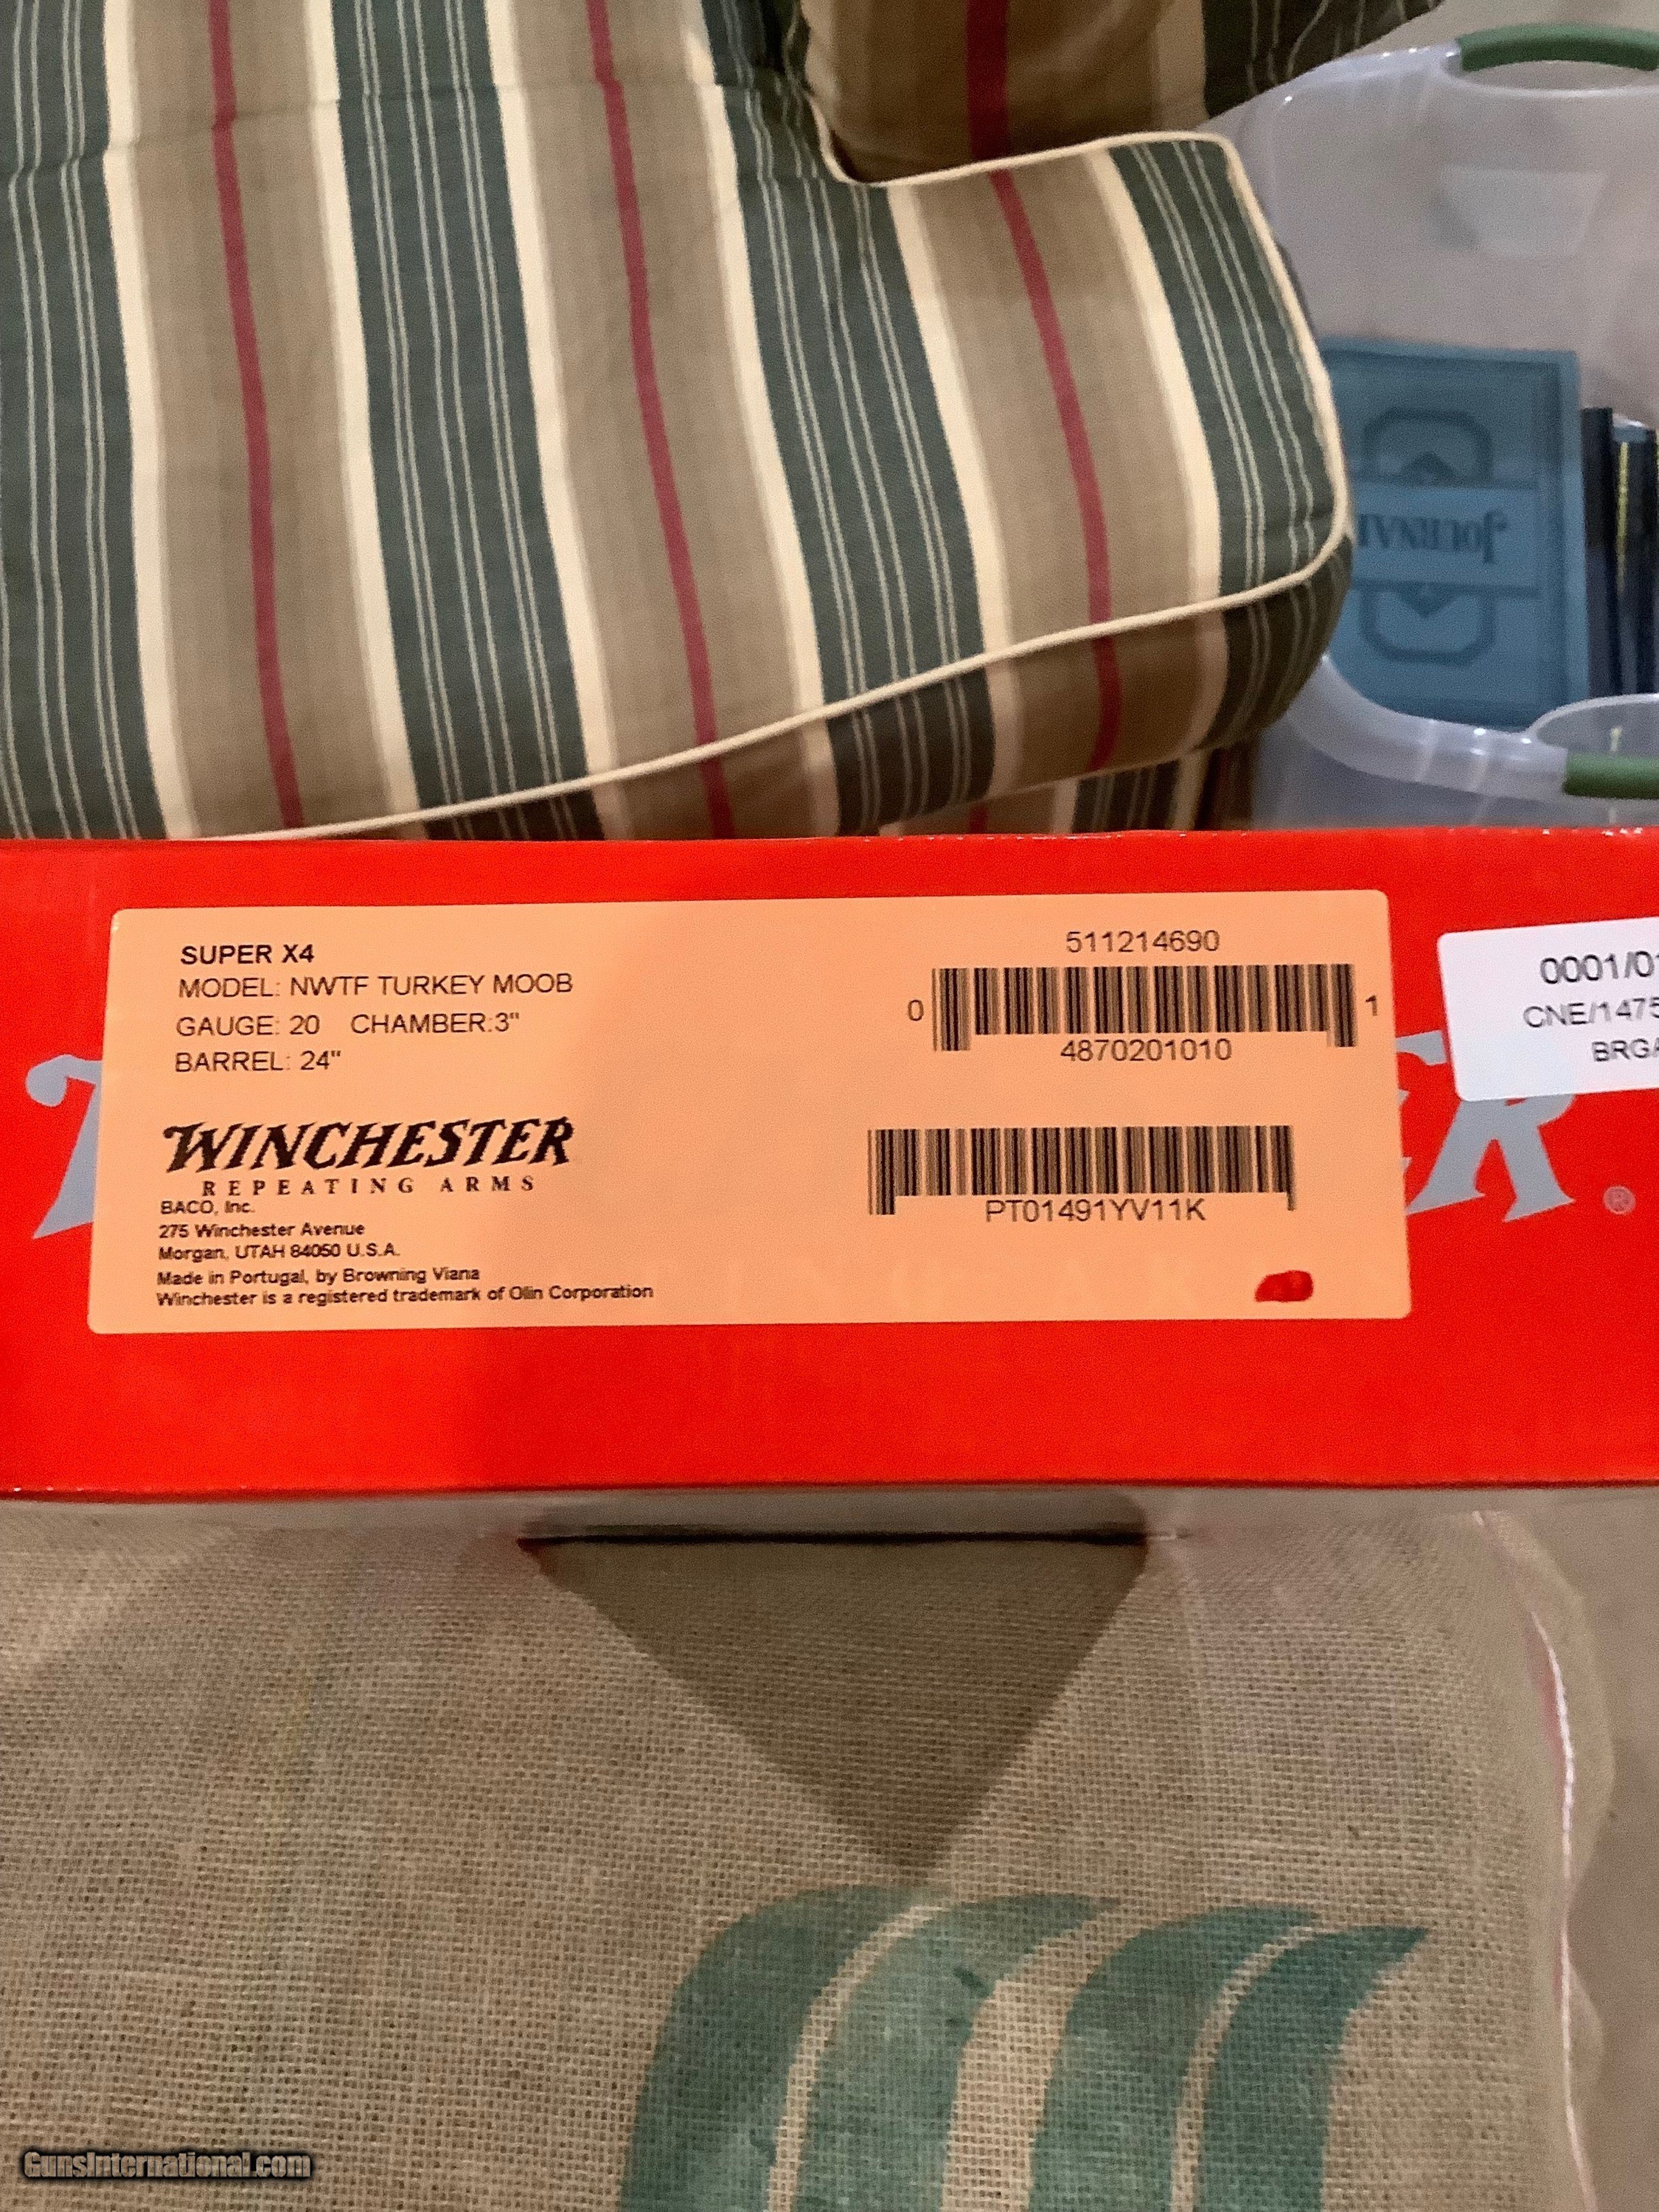 JOURNAL
SUPER X4
MODEL: NWTF TURKEY MOOB
GAUGE: 20 CHAMBER:3"
BARREL: 24"
WINCHESTER
REPEATING ARMS
BACO, Inc.
275 Winchester Avenue
Morgan, UTAH 84050 U.S.A.
Made in Portugal, by Browning Viana
Winchester is a registered trademark of Olin Corporation
511214690
0 1
4870201010
PT01491YV11K
0001/01
CNE/1475
BRGA
ER ®
GunsInternational.com